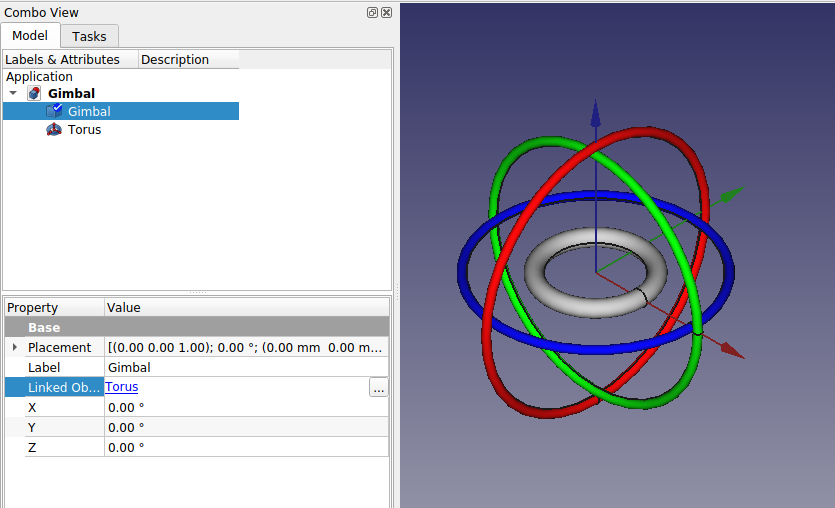 Combo View
Model Tasks
Labels & Attributes Description
Application
Gimbal
Gimbal
Torus
Property Value
Base
Placement [(0.00 0.00 1.00); 0.00 °; (0.00 mm 0.00 m...
Label Gimbal
Linked Ob... Torus ...
X 0.00 °
Y 0.00 °
Z 0.00 °